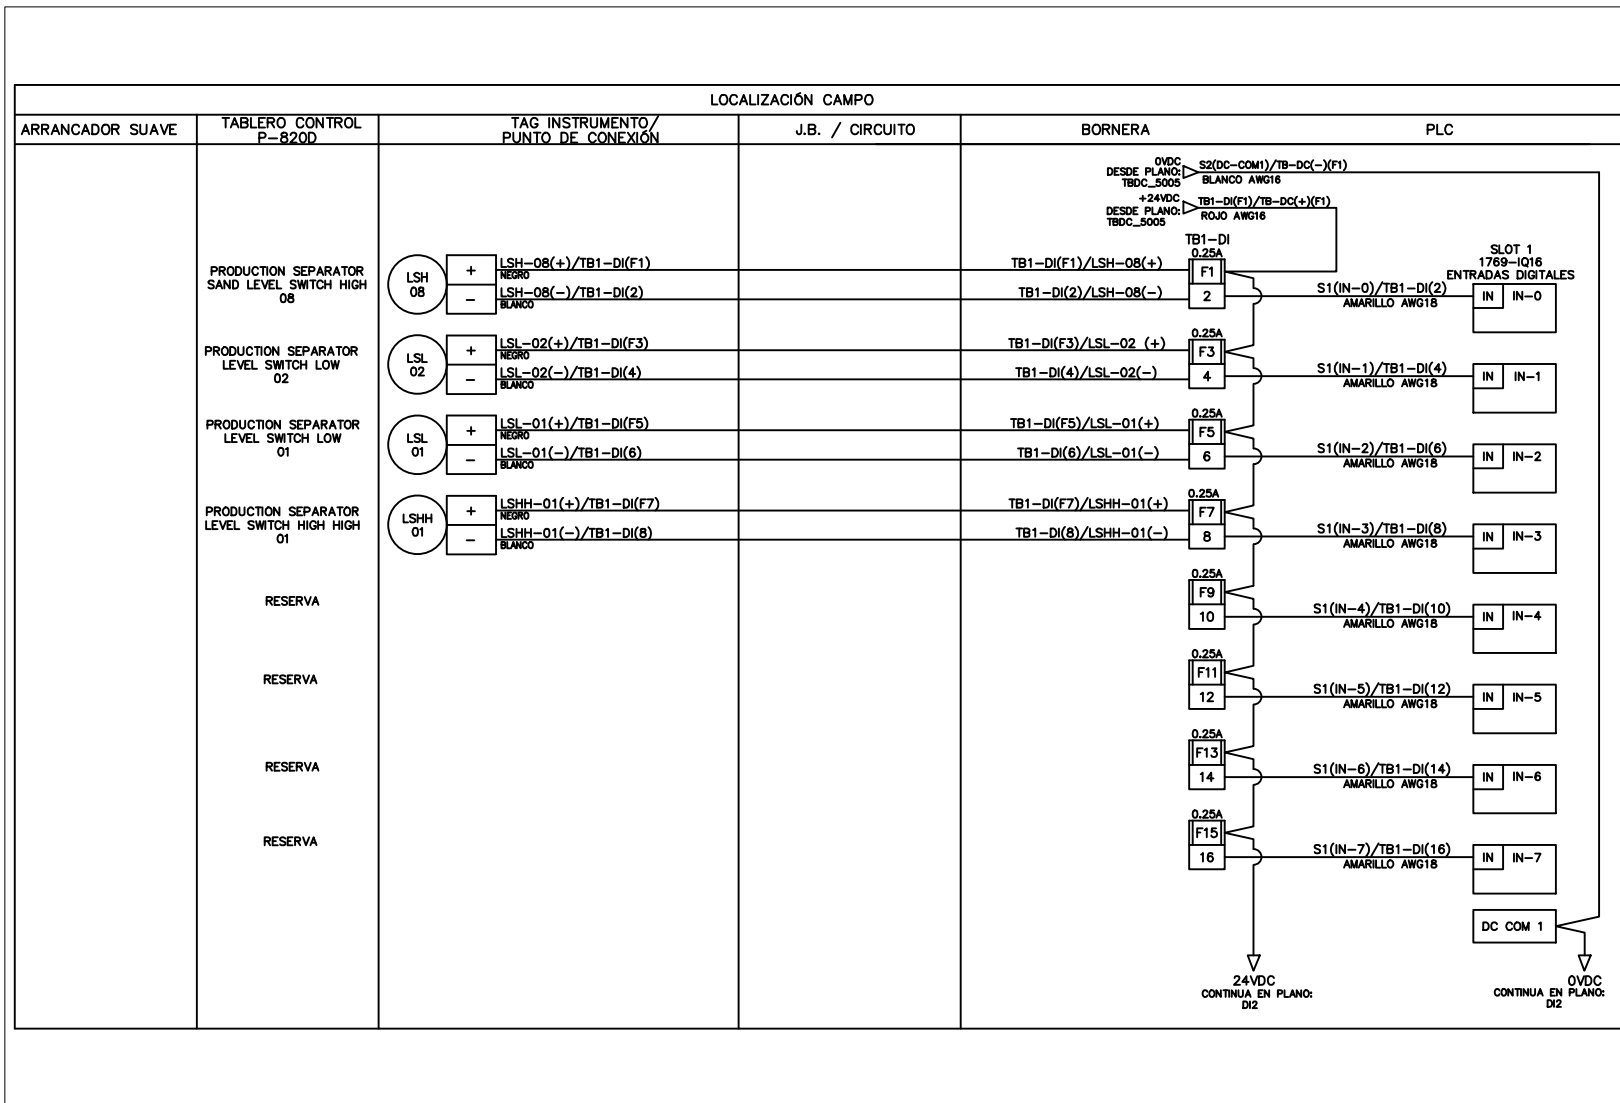 LOCALIZACIÓN CAMPO
ARRANCADOR SUAVE
TABLERO CONTROL
P-820D
TAG INSTRUMENTO/
PUNTO DE CONEXIÓN
J.B. / CIRCUITO
BORNERA
PLC
0VDC
DESDE PLANO:
TBDC_5005
S2(DC-COM1)/TB-DC(-)(F1)
BLANCO AWG16
+24VDC
DESDE PLANO:
TBDC_5005
TB1-DI(F1)/TB-DC(+)(F1)
ROJO AWG16
TB1-DI
SLOT 1
1769-IQ16
ENTRADAS DIGITALES
PRODUCTION SEPARATOR
SAND LEVEL SWITCH HIGH
08
LSH
08
+
-
LSH-08(+)/TB1-DI(F1)
NEGRO
LSH-08(-)/TB1-DI(2)
BLANCO
TB1-DI(F1)/LSH-08(+)
TB1-DI(2)/LSH-08(-)
0.25A
F1
2
S1(IN-0)/TB1-DI(2)
AMARILLO AWG18
IN IN-0
PRODUCTION SEPARATOR
LEVEL SWITCH LOW
02
LSL
02
+
-
LSL-02(+)/TB1-DI(F3)
NEGRO
LSL-02(-)/TB1-DI(4)
BLANCO
TB1-DI(F3)/LSL-02 (+)
TB1-DI(4)/LSL-02(-)
0.25A
F3
4
S1(IN-1)/TB1-DI(4)
AMARILLO AWG18
IN IN-1
PRODUCTION SEPARATOR
LEVEL SWITCH LOW
01
LSL
01
+
-
LSL-01(+)/TB1-DI(F5)
NEGRO
LSL-01(-)/TB1-DI(6)
BLANCO
TB1-DI(F5)/LSL-01(+)
TB1-DI(6)/LSL-01(-)
0.25A
F5
6
S1(IN-2)/TB1-DI(6)
AMARILLO AWG18
IN IN-2
PRODUCTION SEPARATOR
LEVEL SWITCH HIGH HIGH
01
LSHH
01
+
-
LSHH-01(+)/TB1-DI(F7)
NEGRO
LSHH-01(-)/TB1-DI(8)
BLANCO
TB1-DI(F7)/LSHH-01(+)
TB1-DI(8)/LSHH-01(-)
0.25A
F7
8
S1(IN-3)/TB1-DI(8)
AMARILLO AWG18
IN IN-3
RESERVA
0.25A
F9
10
S1(IN-4)/TB1-DI(10)
AMARILLO AWG18
IN IN-4
RESERVA
0.25A
F11
12
S1(IN-5)/TB1-DI(12)
AMARILLO AWG18
IN IN-5
RESERVA
0.25A
F13
14
S1(IN-6)/TB1-DI(14)
AMARILLO AWG18
IN IN-6
RESERVA
0.25A
F15
16
S1(IN-7)/TB1-DI(16)
AMARILLO AWG18
IN IN-7
DC COM 1
24VDC
CONTINUA EN PLANO:
DI2
0VDC
CONTINUA EN PLANO:
DI2